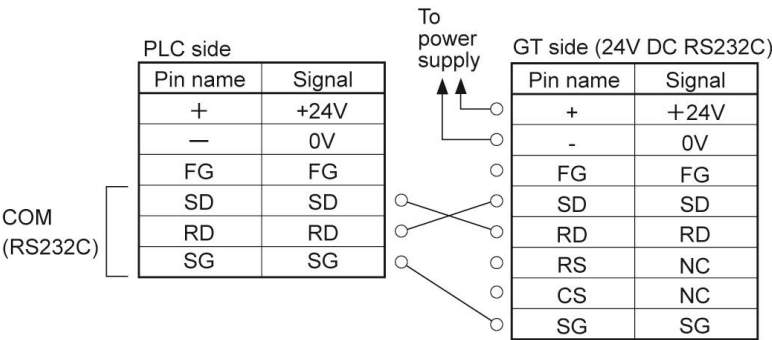 To
power
supply
PLC side
GT side (24V DC RS232C)
Pin name Signal
+ +24V
— 0V
FG FG
SD SD
RD RD
SG SG
COM
(RS232C)
Pin name Signal
+ +24V
- 0V
FG FG
SD SD
RD RD
RS NC
CS NC
SG SG